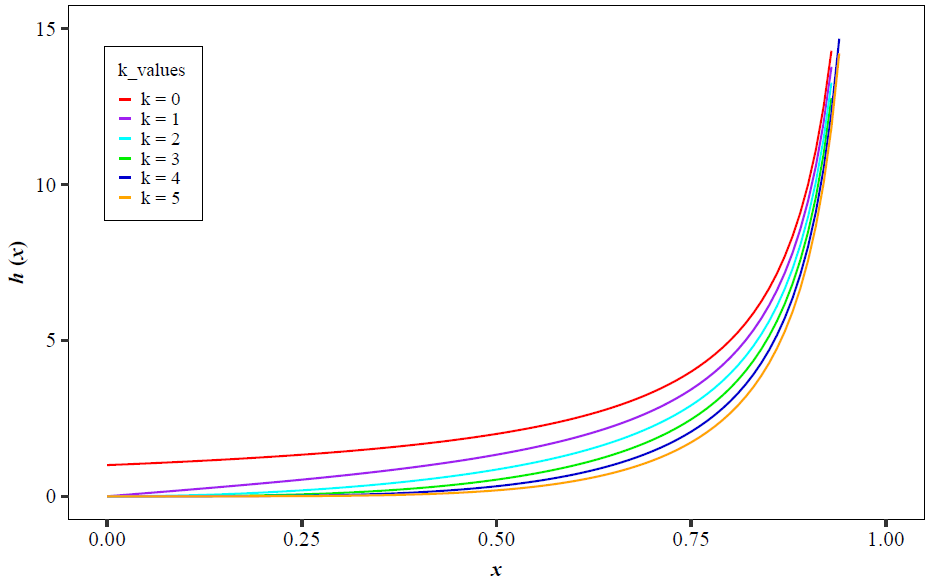 15
k_values
k = 0
k = 1
k = 2
k = 3
k = 4
k = 5
10
h (x)
5
0
0.00 0.25 0.50 0.75 1.00
x